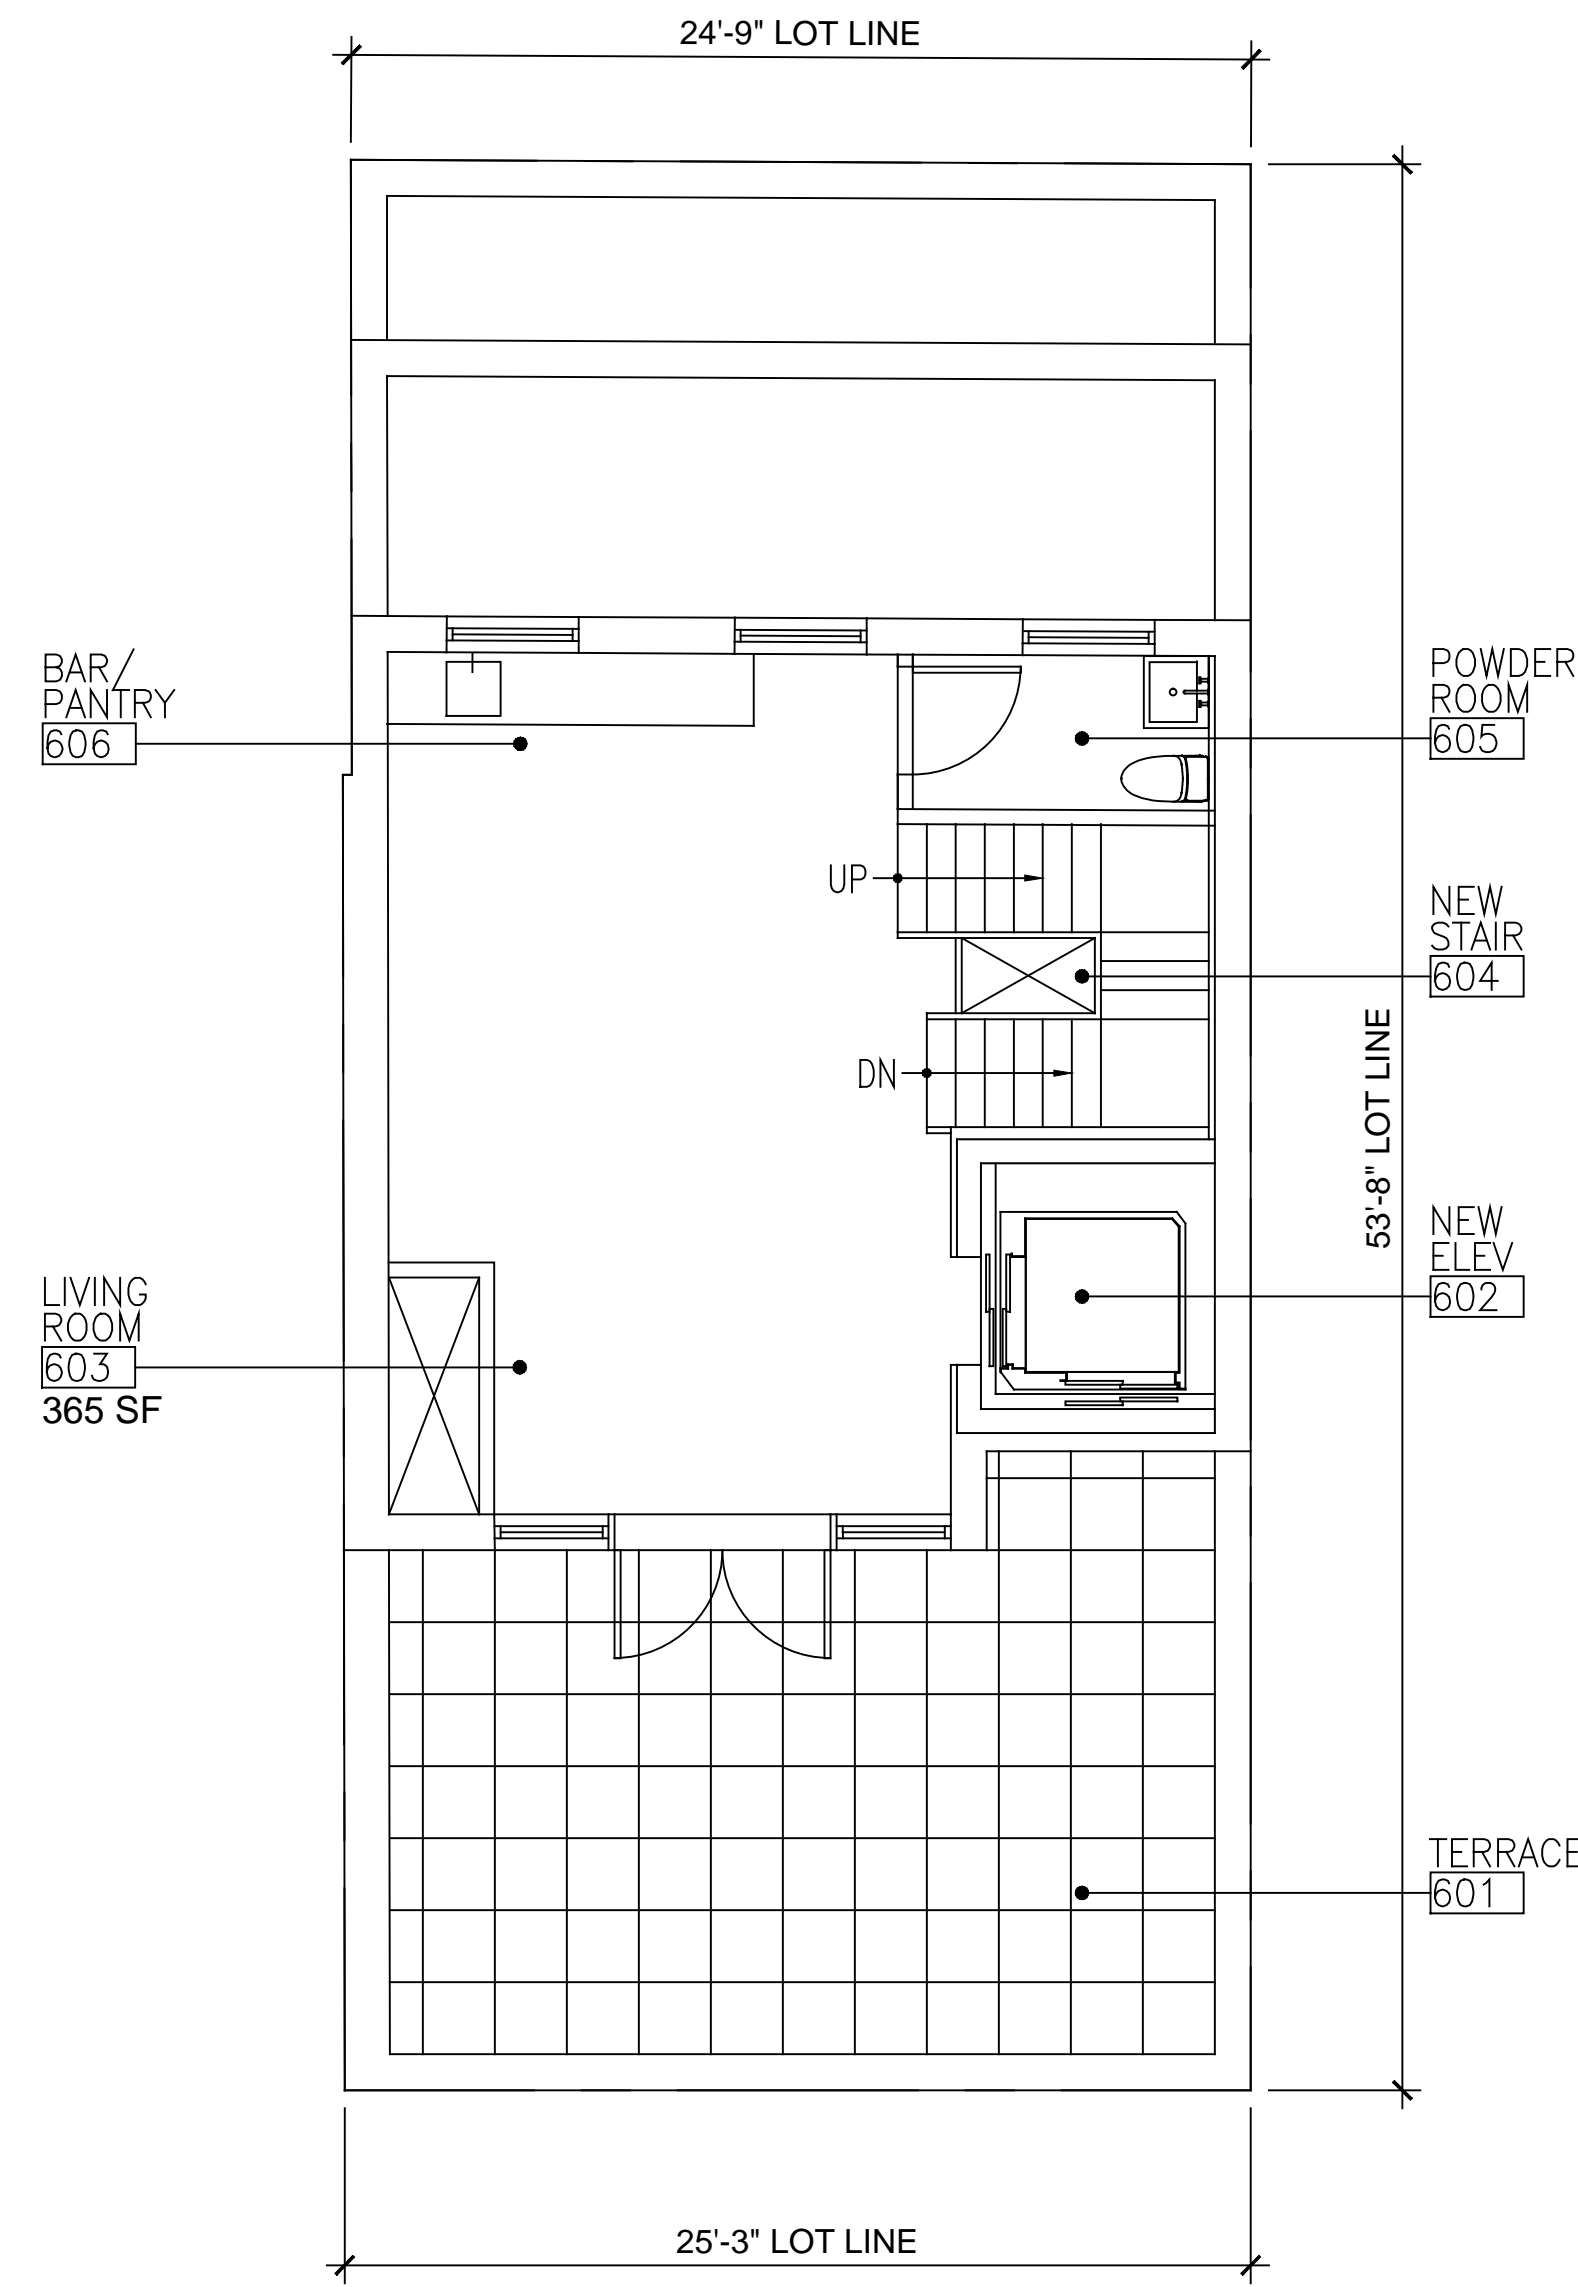 24'-9" LOT LINE
BAR/
PANTRY
606
POWDER
ROOM
605
UP
NEW
STAIR
604
DN
53'-8" LOT LINE
NEW
ELEV
602
LIVING
ROOM
603
365 SF
TERRACE
601
25'-3" LOT LINE